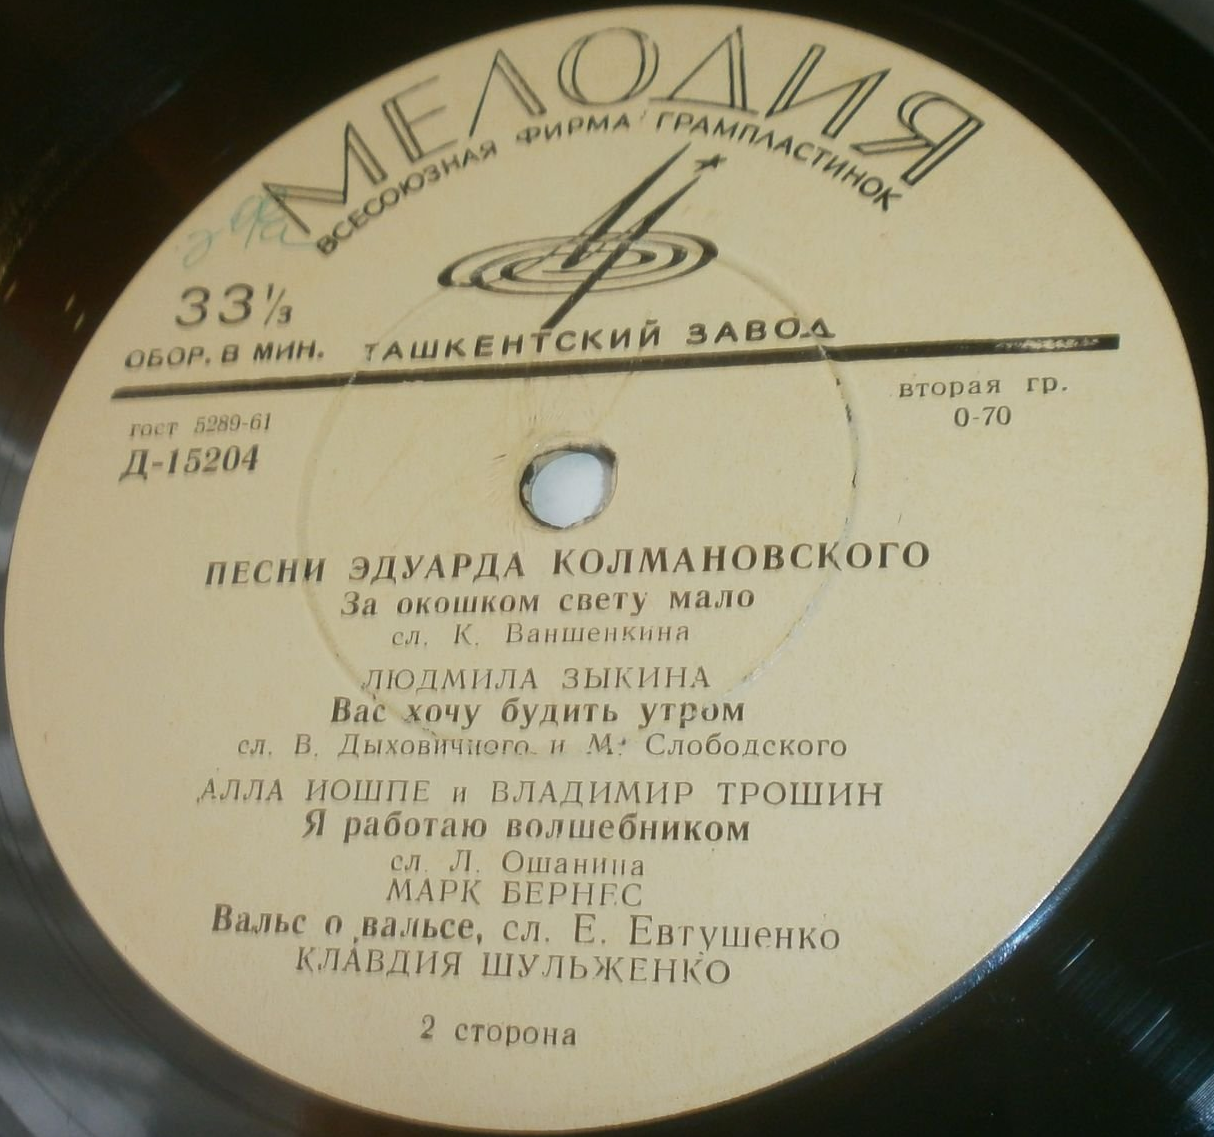 МЕЛОДИЯ
ВСЕСОЮЗНАЯ ФИРМА ГРАМПЛАСТИНОК
33⅓
ОБОР. В МИН. ТАШКЕНТСКИЙ ЗАВОД
гост 5289-61
Д-15204
вторая гр.
0-70
ПЕСНИ ЭДУАРДА КОЛМАНОВСКОГО
За окошком свету мало
сл. К. Ваншенкина
ЛЮДМИЛА ЗЫКИНА
Вас хочу будить утром
сл. В. Дыховичного и М. Слободского
АЛЛА ИОШПЕ и ВЛАДИМИР ТРОШИН
Я работаю волшебником
сл. Л. Ошанина
МАРК БЕРНЕС
Вальс о вальсе, сл. Е. Евтушенко
КЛАВДИЯ ШУЛЬЖЕНКО
2 сторона